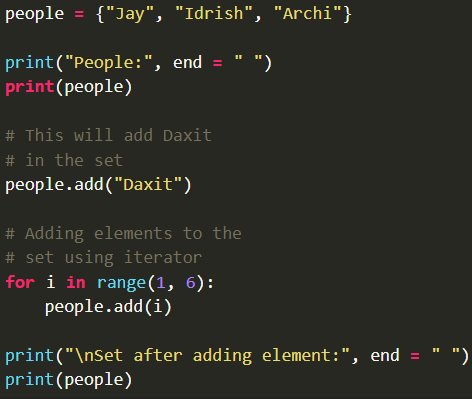 people = {"Jay", "Idrish", "Archi"}

print("People:", end = " ")
print(people)

# This will add Daxit
# in the set
people.add("Daxit")

# Adding elements to the
# set using iterator
for i in range(1, 6):
    people.add(i)

print("\nSet after adding element:", end = " ")
print(people)